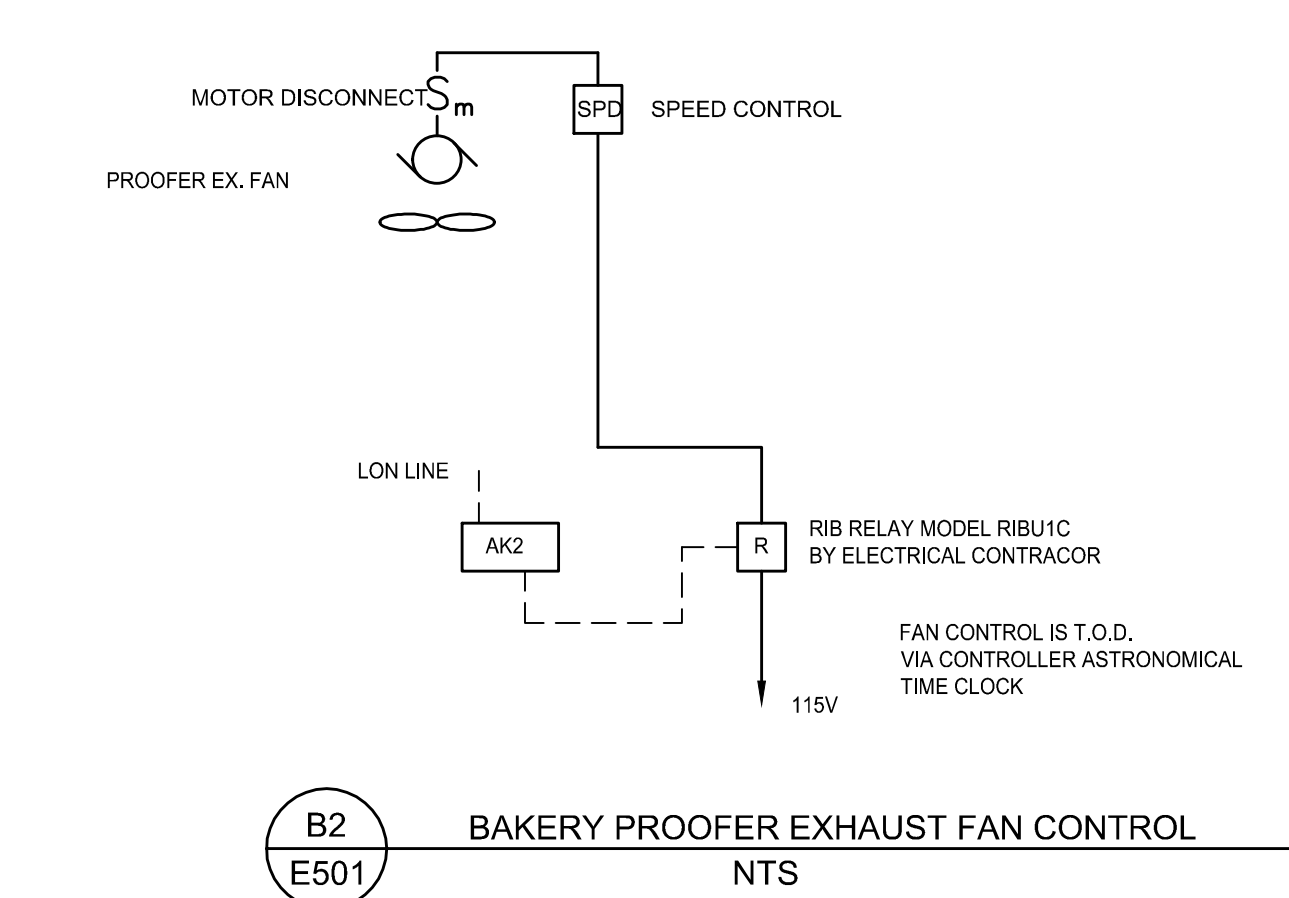 MOTOR DISCONNECT
Sm
SPD
SPEED CONTROL
PROOFER EX. FAN
LON LINE
AK2
R
RIB RELAY MODEL RIBU1C
BY ELECTRICAL CONTRACOR
FAN CONTROL IS T.O.D.
VIA CONTROLLER ASTRONOMICAL
TIME CLOCK
115V
B2
E501
BAKERY PROOFER EXHAUST FAN CONTROL
NTS